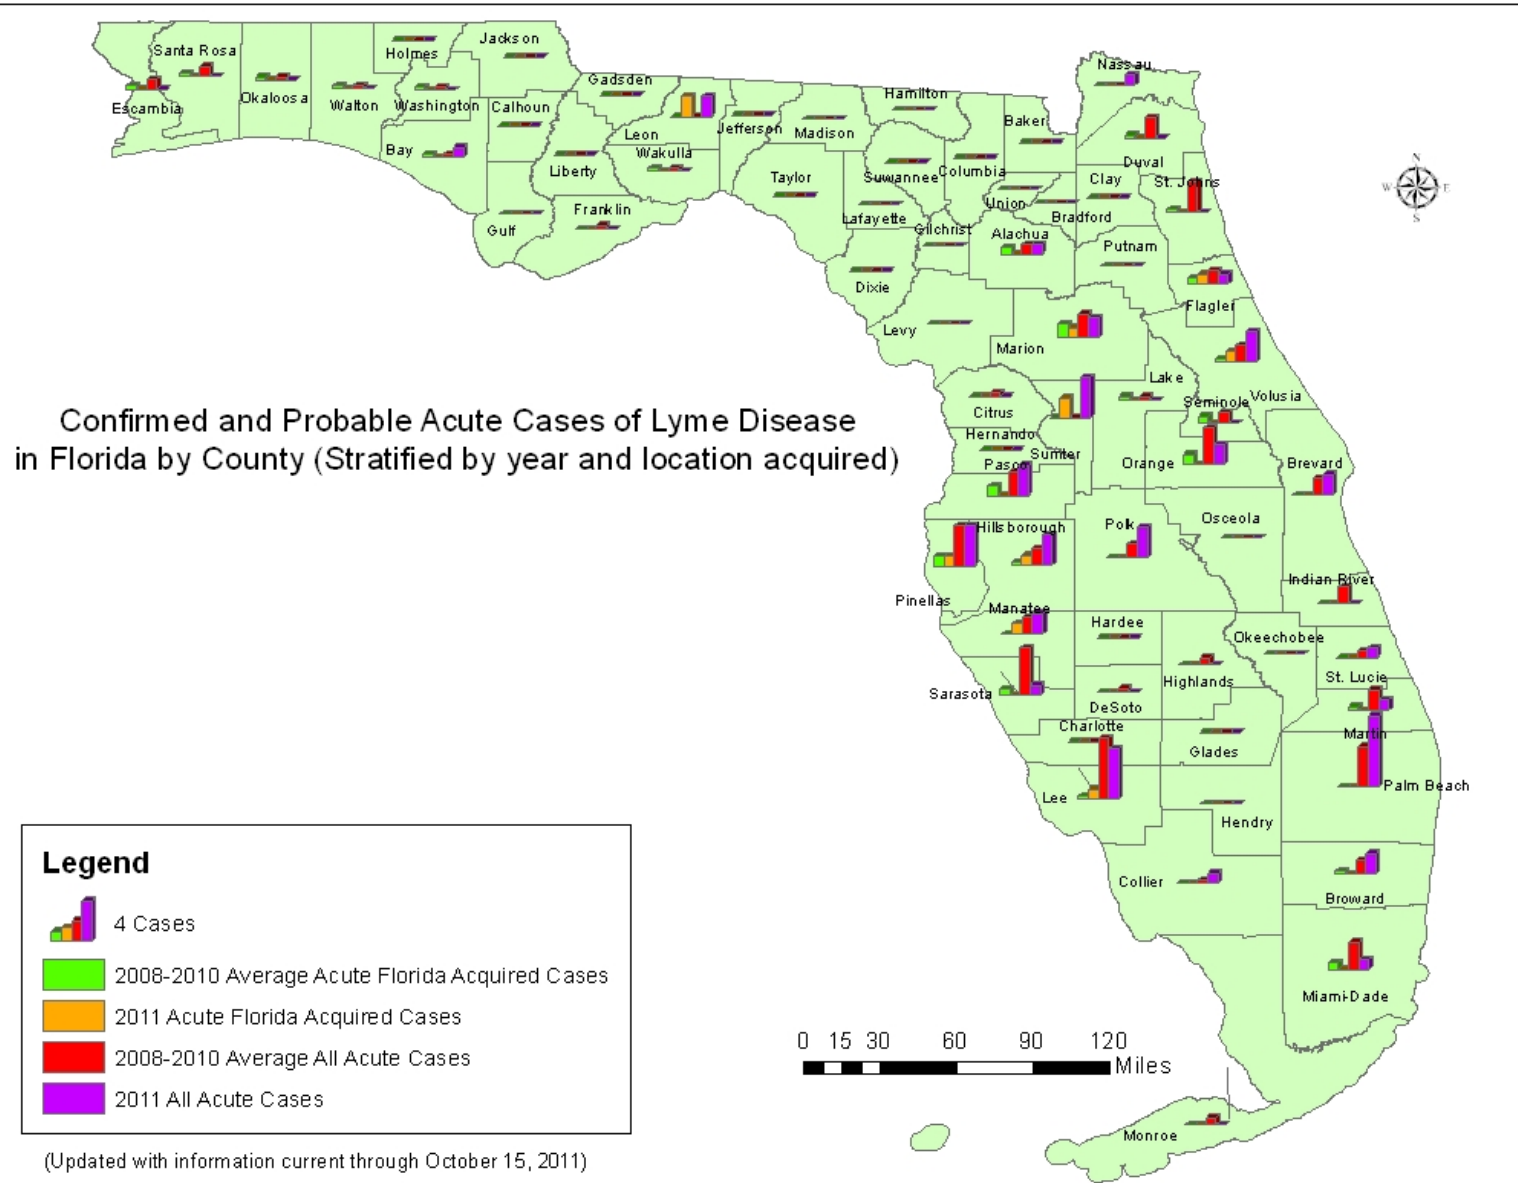 Nassau
Jackson
Santa Rosa
Holmes
Gadsden
Hamilton
Okaloosa
Walton
Washington
Calhoun
Escambia
Baker
Jefferson
Madison
Leon
Bay
Wakulla
Duval
Liberty
Taylor
Suwannee
Columbia
Clay
St. Johns
Union
Bradford
Franklin
Lafayette
Gulf
Gilchrist
Alachua
Putnam
Dixie
Flagler
Levy
Marion
Lake
Volusia
Seminole
Citrus
Hernando
Sumter
Pasco
Orange
Brevard
Confirmed and Probable Acute Cases of Lyme Disease
in Florida by County (Stratified by year and location acquired)
N
W
E
S
Hillsborough
Polk
Osceola
Indian River
Pinellas
Manatee
Hardee
Okeechobee
Highlands
St. Lucie
Sarasota
DeSoto
Charlotte
Martin
Glades
Lee
Palm Beach
Hendry
Collier
Broward
Miami-Dade
Monroe
Legend
4 Cases
2008-2010 Average Acute Florida Acquired Cases
2011 Acute Florida Acquired Cases
2008-2010 Average All Acute Cases
2011 All Acute Cases
0 15 30 60 90 120
Miles
(Updated with information current through October 15, 2011)